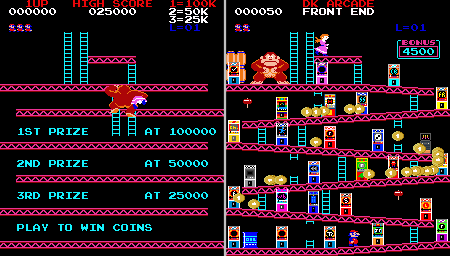 1UP HIGH SCORE 1=100K
000000 025000 2=50K
3=25K
L=01
1ST PRIZE AT 100000
2ND PRIZE AT 50000
3RD PRIZE AT 25000
PLAY TO WIN COINS
DK ARCADE
000050 FRONT END
L=01
BONUS
4500